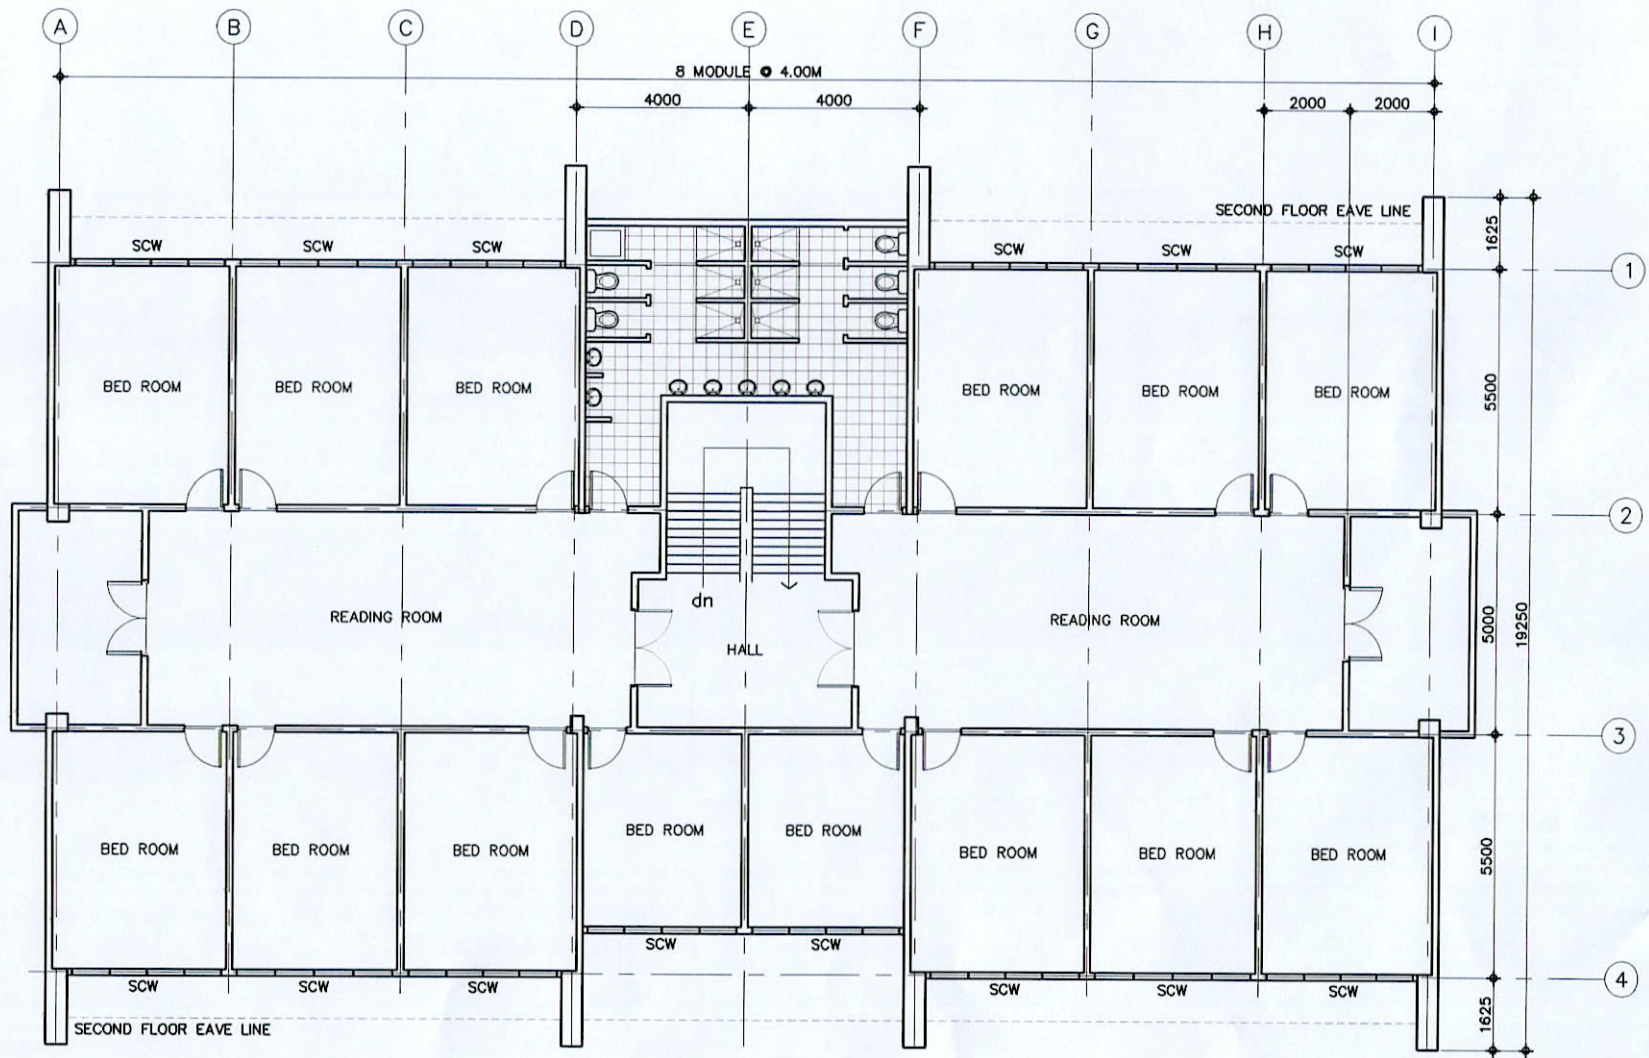 A B C D E F G H I
8 MODULE @ 4.00M
4000 4000 2000 2000
SECOND FLOOR EAVE LINE
1625
SCW SCW SCW SCW SCW SCW
1
BED ROOM BED ROOM BED ROOM BED ROOM BED ROOM BED ROOM
5500
2
dn
READING ROOM HALL READING ROOM
5000
19250
3
BED ROOM BED ROOM BED ROOM BED ROOM BED ROOM BED ROOM BED ROOM BED ROOM
5500
SCW SCW
4
SCW SCW SCW SCW SCW SCW
SECOND FLOOR EAVE LINE
1625